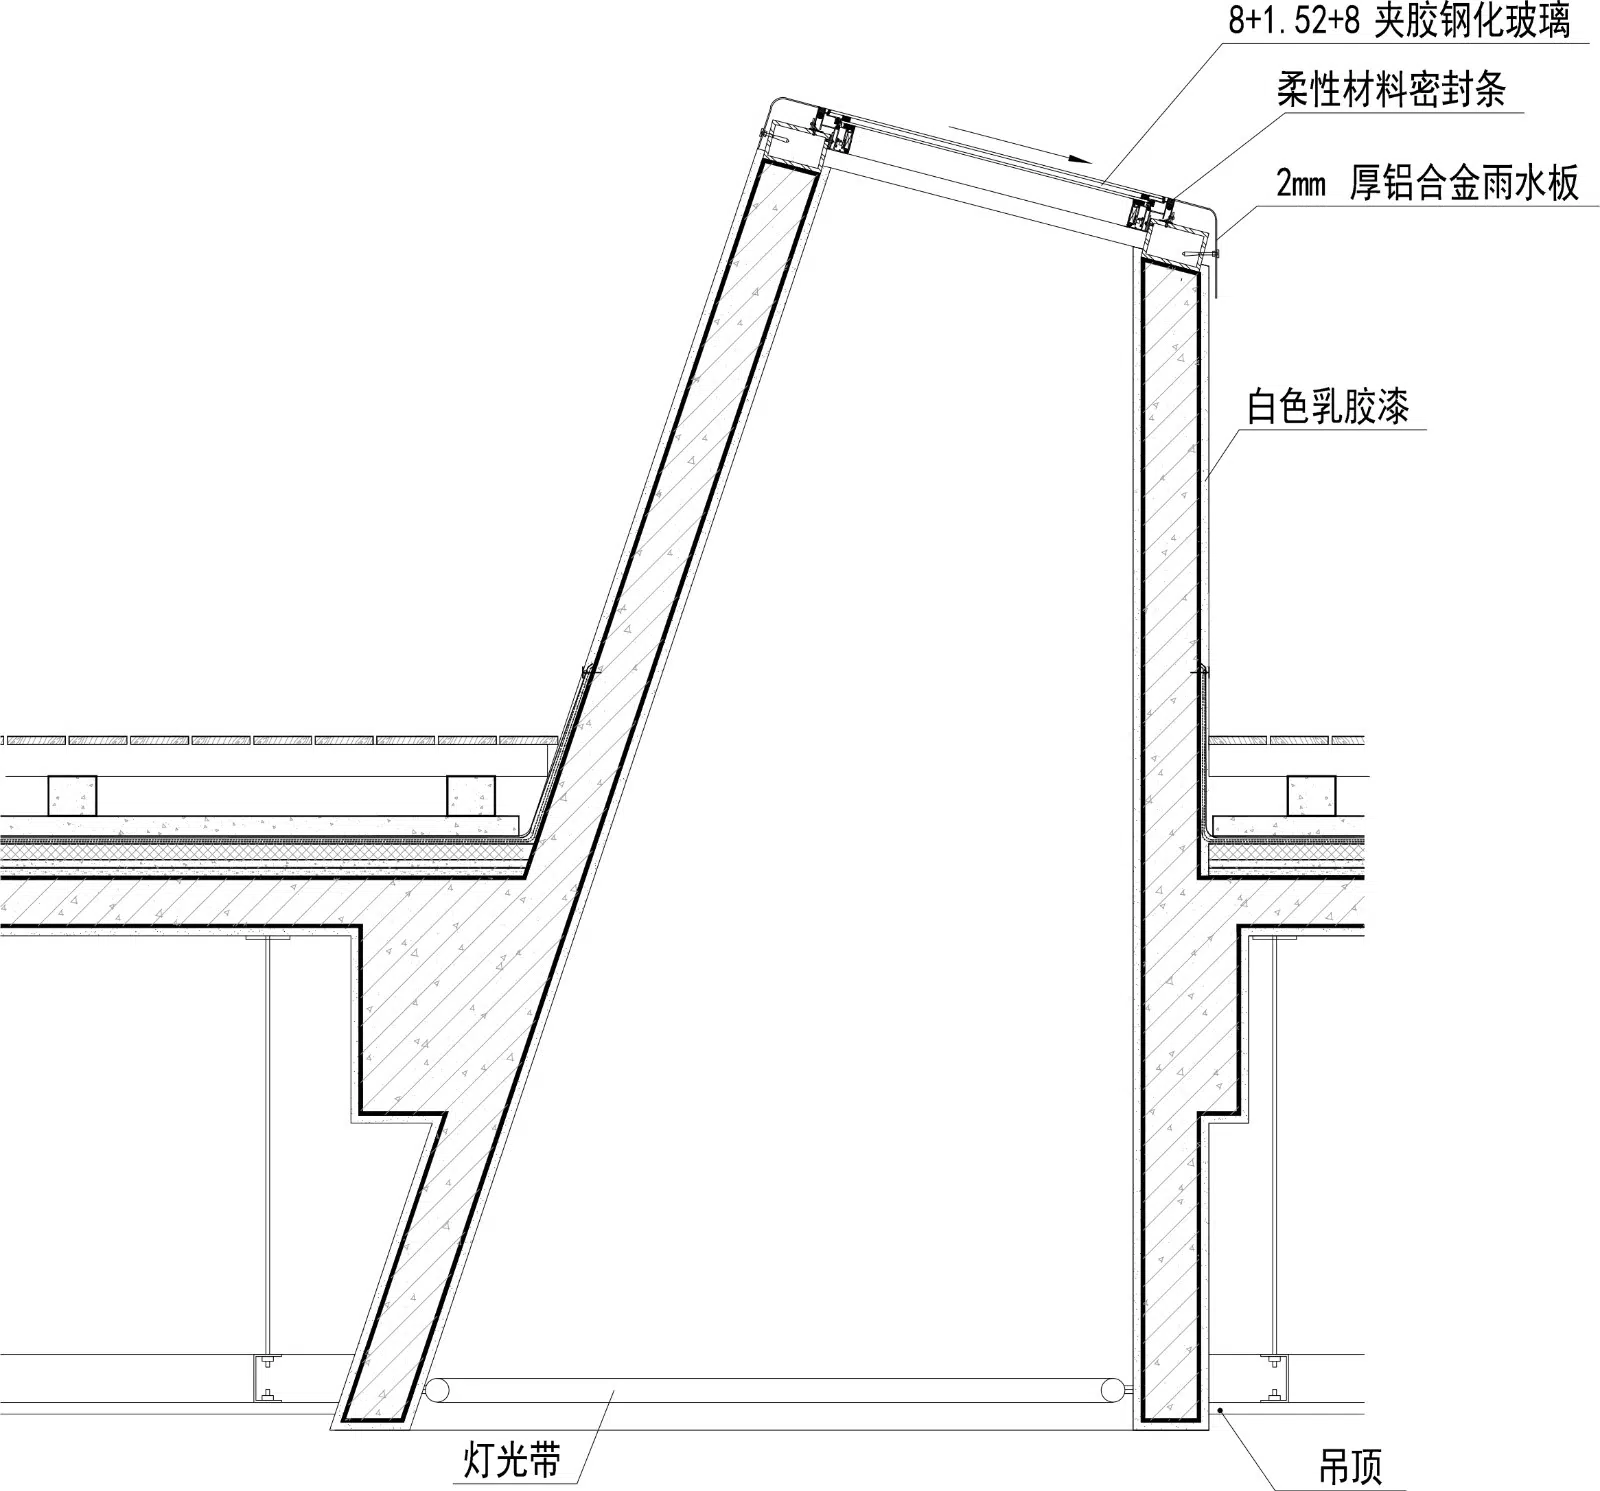 8+1.52+8 夹胶钢化玻璃
柔性材料密封条
2mm 厚铝合金雨水板
白色乳胶漆
灯光带
吊顶